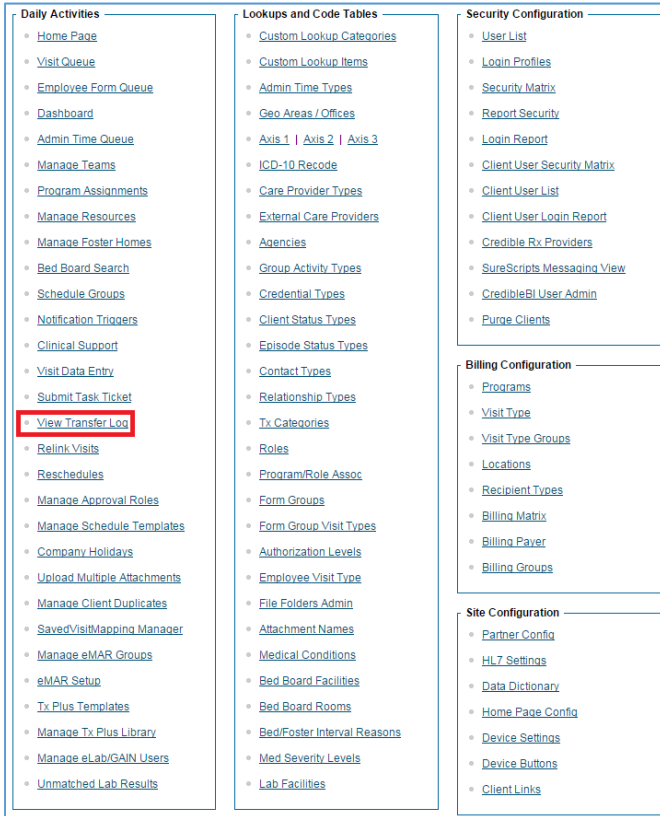 Daily Activities
Home Page
Visit Queue
Employee Form Queue
Dashboard
Admin Time Queue
Manage Teams
Program Assignments
Manage Resources
Manage Foster Homes
Bed Board Search
Schedule Groups
Notification Triggers
Clinical Support
Visit Data Entry
Submit Task Ticket
View Transfer Log
Relink Visits
Reschedules
Manage Approval Roles
Manage Schedule Templates
Company Holidays
Upload Multiple Attachments
Manage Client Duplicates
SavedVisitMapping Manager
Manage eMAR Groups
eMAR Setup
Tx Plus Templates
Manage Tx Plus Library
Manage eLab/GAIN Users
Unmatched Lab Results
Lookups and Code Tables
Custom Lookup Categories
Custom Lookup Items
Admin Time Types
Geo Areas / Offices
Axis 1 | Axis 2 | Axis 3
ICD-10 Recode
Care Provider Types
External Care Providers
Agencies
Group Activity Types
Credential Types
Client Status Types
Episode Status Types
Contact Types
Relationship Types
Tx Categories
Roles
Program/Role Assoc
Form Groups
Form Group Visit Types
Authorization Levels
Employee Visit Type
File Folders Admin
Attachment Names
Medical Conditions
Bed Board Facilities
Bed Board Rooms
Bed/Foster Interval Reasons
Med Severity Levels
Lab Facilities
Security Configuration
User List
Login Profiles
Security Matrix
Report Security
Login Report
Client User Security Matrix
Client User List
Client User Login Report
Credible Rx Providers
SureScripts Messaging View
CredibleBI User Admin
Purge Clients
Billing Configuration
Programs
Visit Type
Visit Type Groups
Locations
Recipient Types
Billing Matrix
Billing Payer
Billing Groups
Site Configuration
Partner Config
HL7 Settings
Data Dictionary
Home Page Config
Device Settings
Device Buttons
Client Links